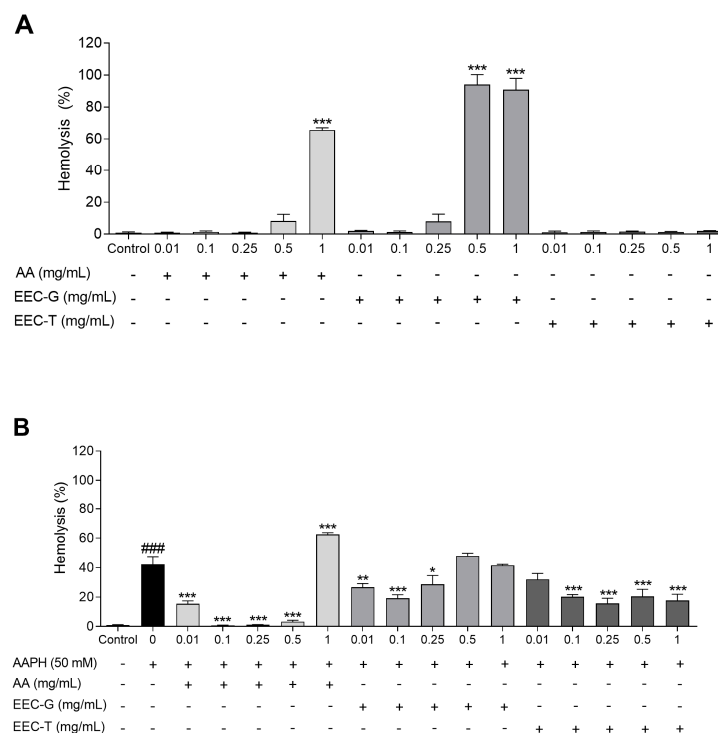 A
Hemolysis (%)
120
100
80
60
40
20
0
*** *** ***
Control 0.01 0.1 0.25 0.5 1 0.01 0.1 0.25 0.5 1 0.01 0.1 0.25 0.5 1
AA (mg/mL) - + + + + + - - - - - - - - - -
EEC-G (mg/mL) - - - - - - + + + + + - - - - -
EEC-T (mg/mL) - - - - - - - - - - - + + + + +
B
Hemolysis (%)
120
100
80
60
40
20
0
### *** *** *** *** *** ** *** * *** *** *** ***
Control 0 0.01 0.1 0.25 0.5 1 0.01 0.1 0.25 0.5 1 0.01 0.1 0.25 0.5 1
AAPH (50 mM) - + + + + + + + + + + + + + + + +
AA (mg/mL) - - + + + + + - - - - - - - - - -
EEC-G (mg/mL) - - - - - - - + + + + + - - - - -
EEC-T (mg/mL) - - - - - - - - - - - - + + + + +